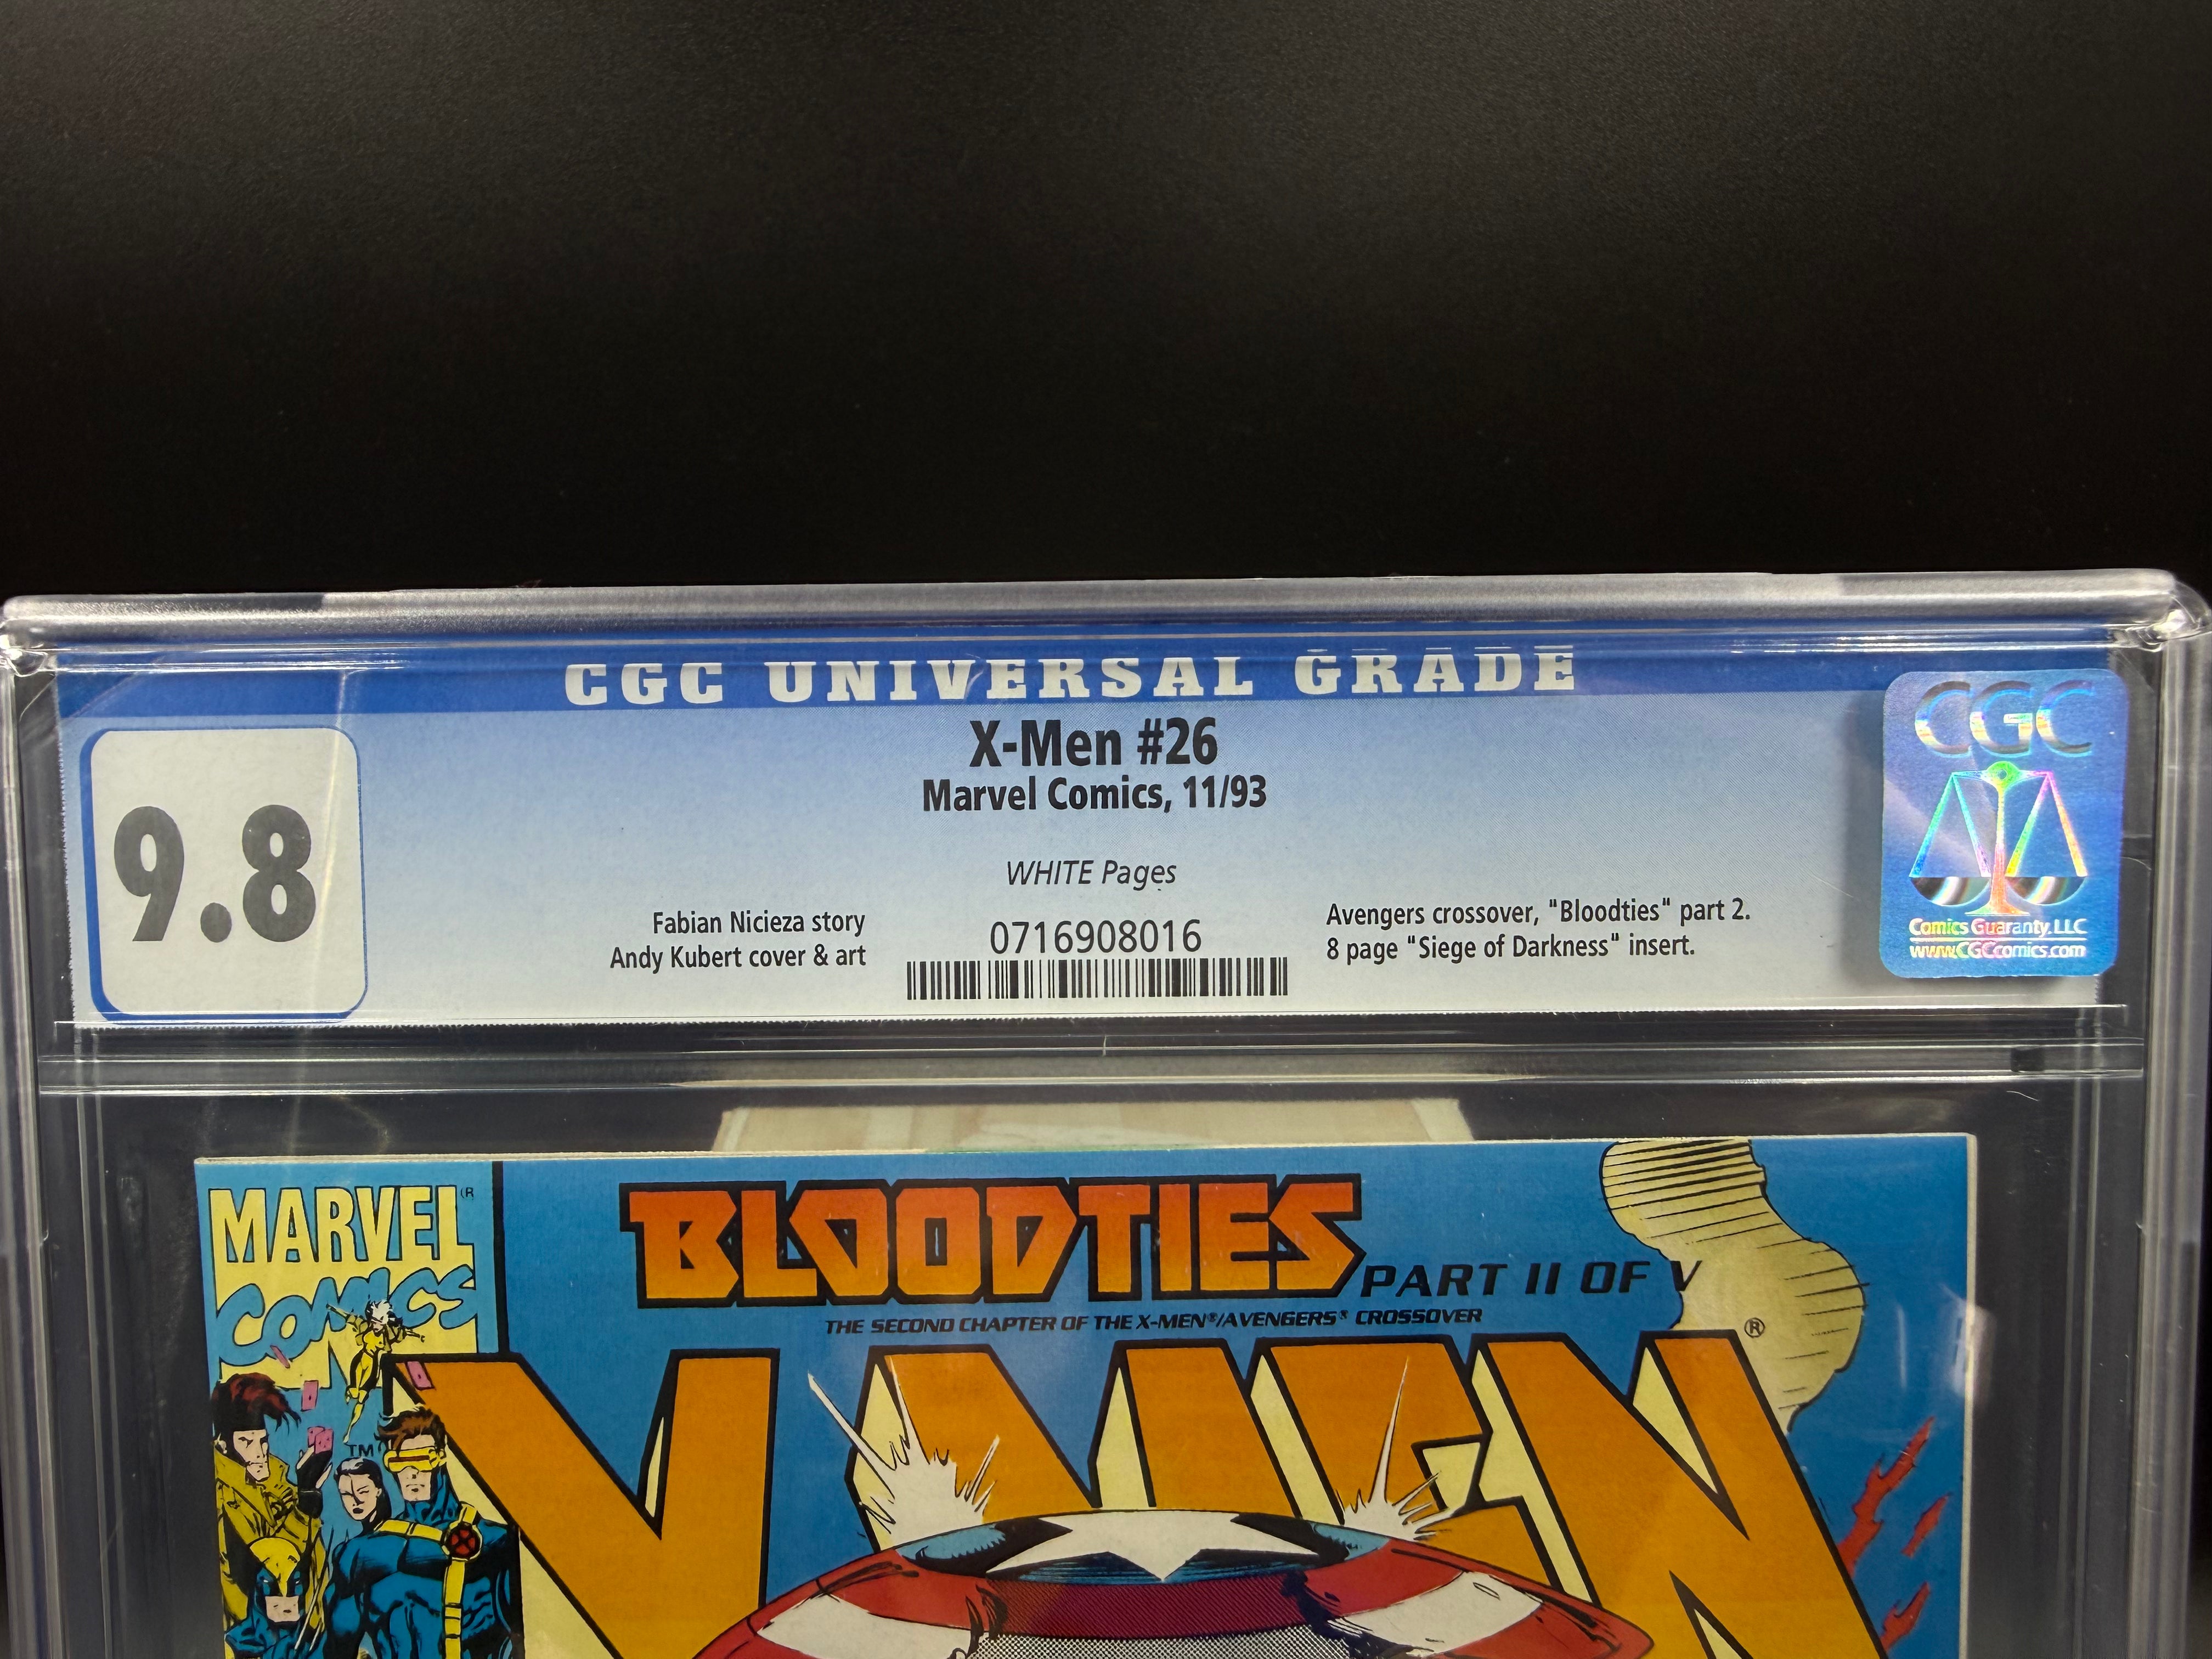 CGC UNIVERSAL GRADE
9.8
X-Men #26
Marvel Comics, 11/93
WHITE Pages
Fabian Nicieza story
Andy Kubert cover & art
0716908016
Avengers crossover, "Bloodties" part 2.
8 page "Siege of Darkness" insert.
CGC
Comics Guaranty, LLC
www.CGCcomics.com
MARVEL®
COMICS
TM
BLOODTIES
PART II OF V
THE SECOND CHAPTER OF THE X-MEN®/AVENGERS® CROSSOVER
X-MEN®